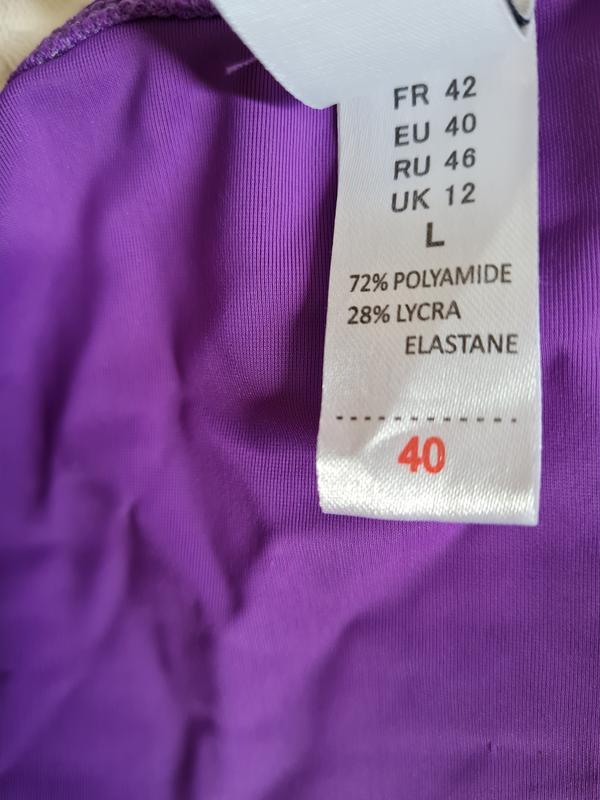 FR 42
EU 40
RU 46
UK 12
L
72% POLYAMIDE
28% LYCRA
ELASTANE
40